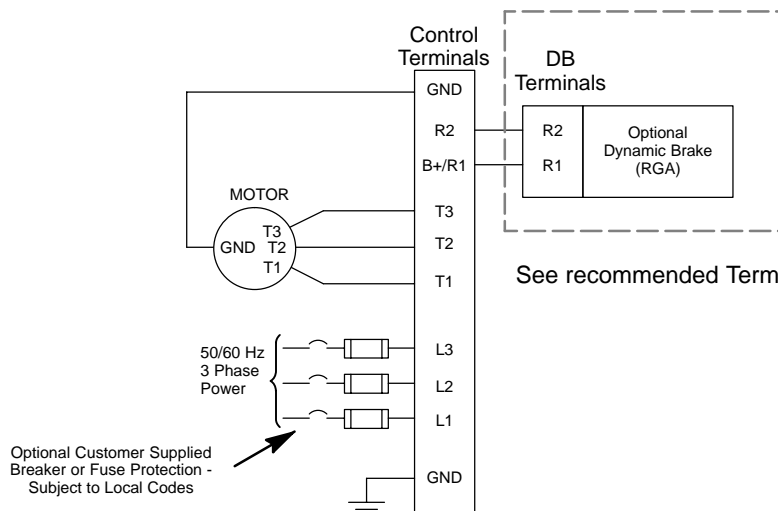 Control
Terminals
DB
Terminals
GND
R2
R2
Optional
Dynamic Brake
(RGA)
B+/R1
R1
MOTOR
T3
T3
GND
T2
T2
T1
T1
See recommended Term
50/60 Hz
3 Phase
Power
L3
L2
L1
Optional Customer Supplied
Breaker or Fuse Protection -
Subject to Local Codes
GND